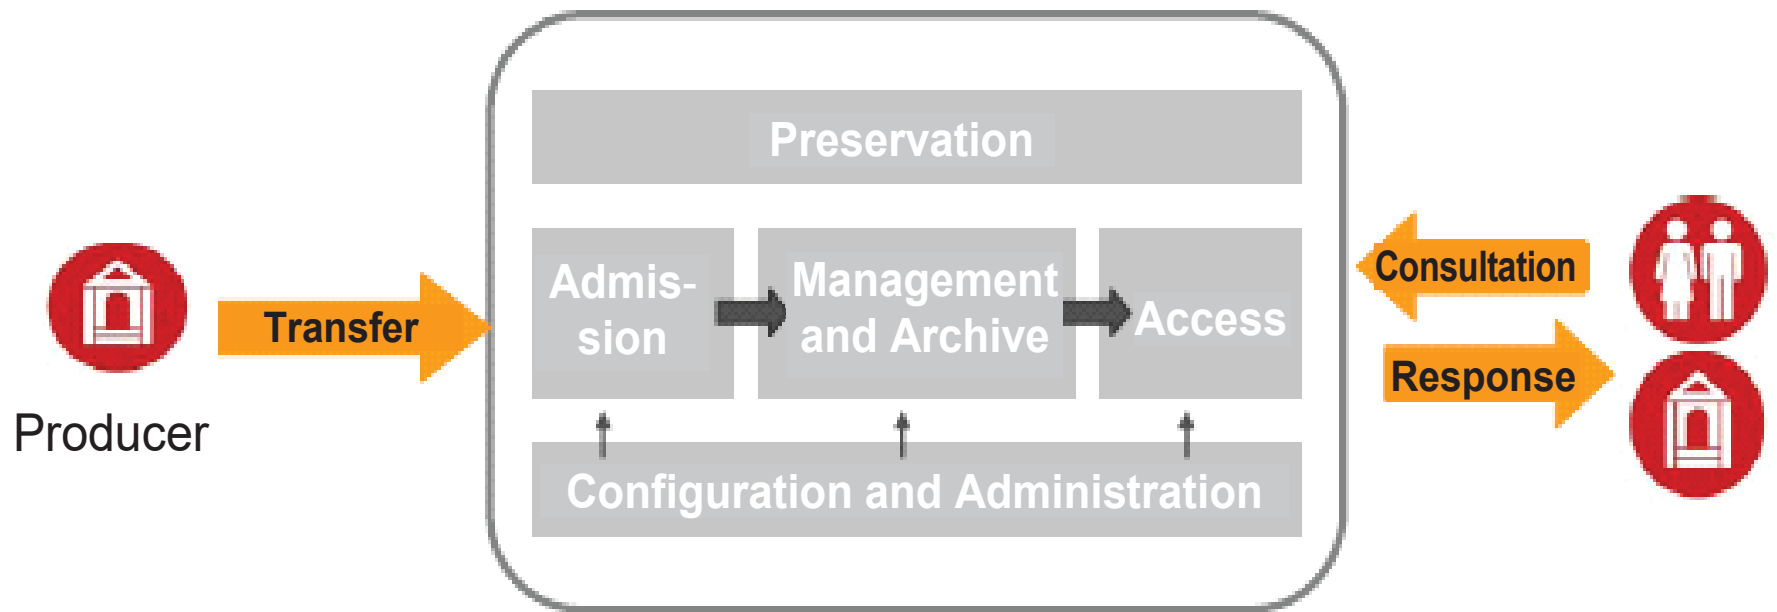 Preservation
Admis-
sion
Management
and Archive
Access
Configuration and Administration
Transfer
Producer
Consultation
Response